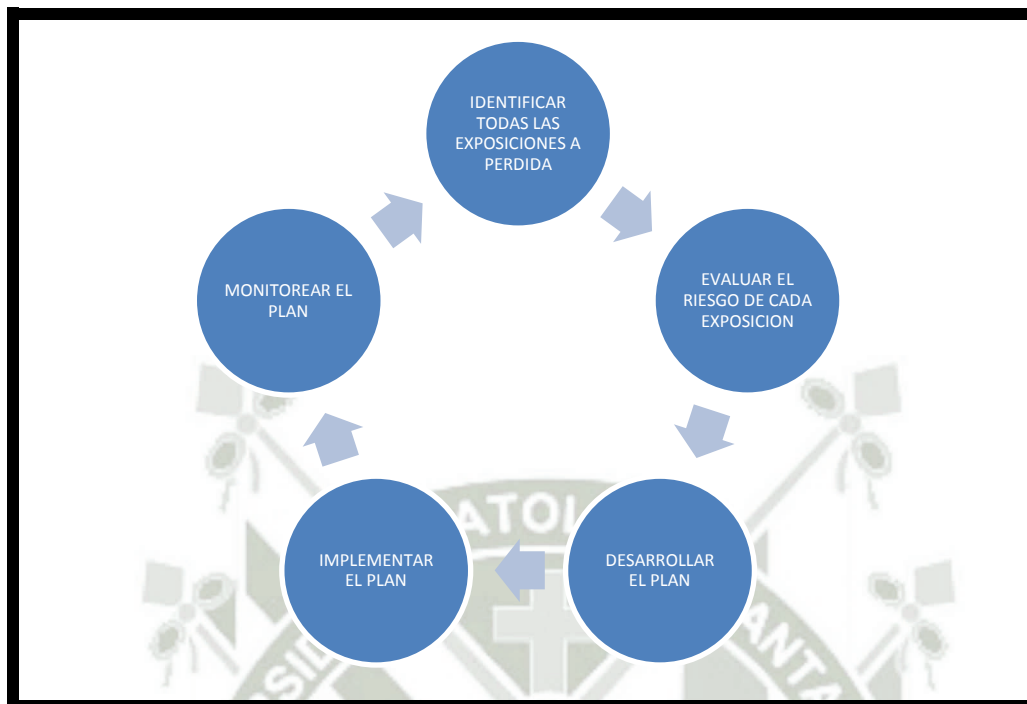 IDENTIFICAR
TODAS LAS
EXPOSICIONES A
PERDIDA
EVALUAR EL
RIESGO DE CADA
EXPOSICION
DESARROLLAR
EL PLAN
IMPLEMENTAR
EL PLAN
MONITOREAR EL
PLAN